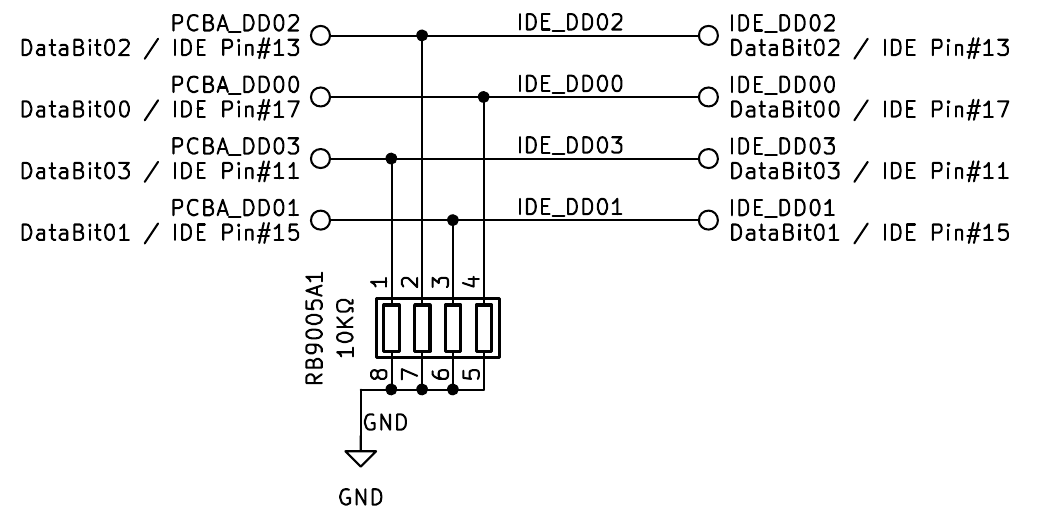 PCBA_DD02 IDE_DD02 IDE_DD02
DataBit02 / IDE Pin#13 DataBit02 / IDE Pin#13
PCBA_DD00 IDE_DD00 IDE_DD00
DataBit00 / IDE Pin#17 DataBit00 / IDE Pin#17
PCBA_DD03 IDE_DD03 IDE_DD03
DataBit03 / IDE Pin#11 DataBit03 / IDE Pin#11
PCBA_DD01 IDE_DD01 IDE_DD01
DataBit01 / IDE Pin#15 DataBit01 / IDE Pin#15
1 2 3 4
RB9005A1
10KΩ
8 7 6 5
GND
GND